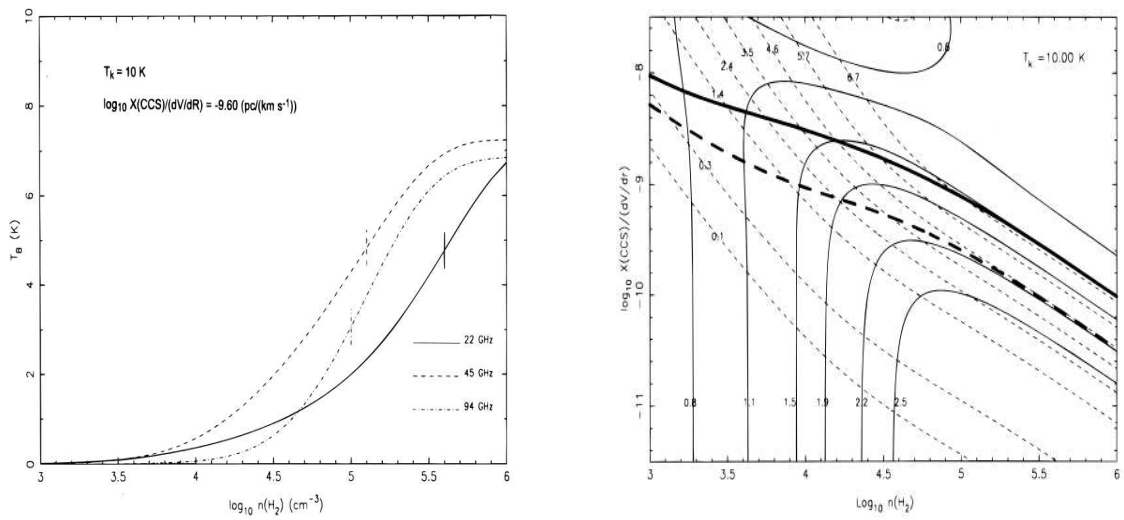 10
8
6
4
2
0
T_B (K)
T_k = 10 K
log₁₀ X(CCS)/(dV/dR) = -9.60 (pc/(km s⁻¹))
22 GHz
45 GHz
94 GHz
3 3.5 4 4.5 5 5.5 6
log₁₀ n(H₂) (cm⁻³)
-8
-9
-10
-11
log₁₀ X(CCS)/(dV/dr)
T_k =10.00 K
0.6
3.5 4.6 5.7
2.4 6.7
1.4
0.3
0.1
0.8 1.1 1.5 1.9 2.2 2.5
3 3.5 4 4.5 5 5.5 6
Log₁₀ n(H₂)